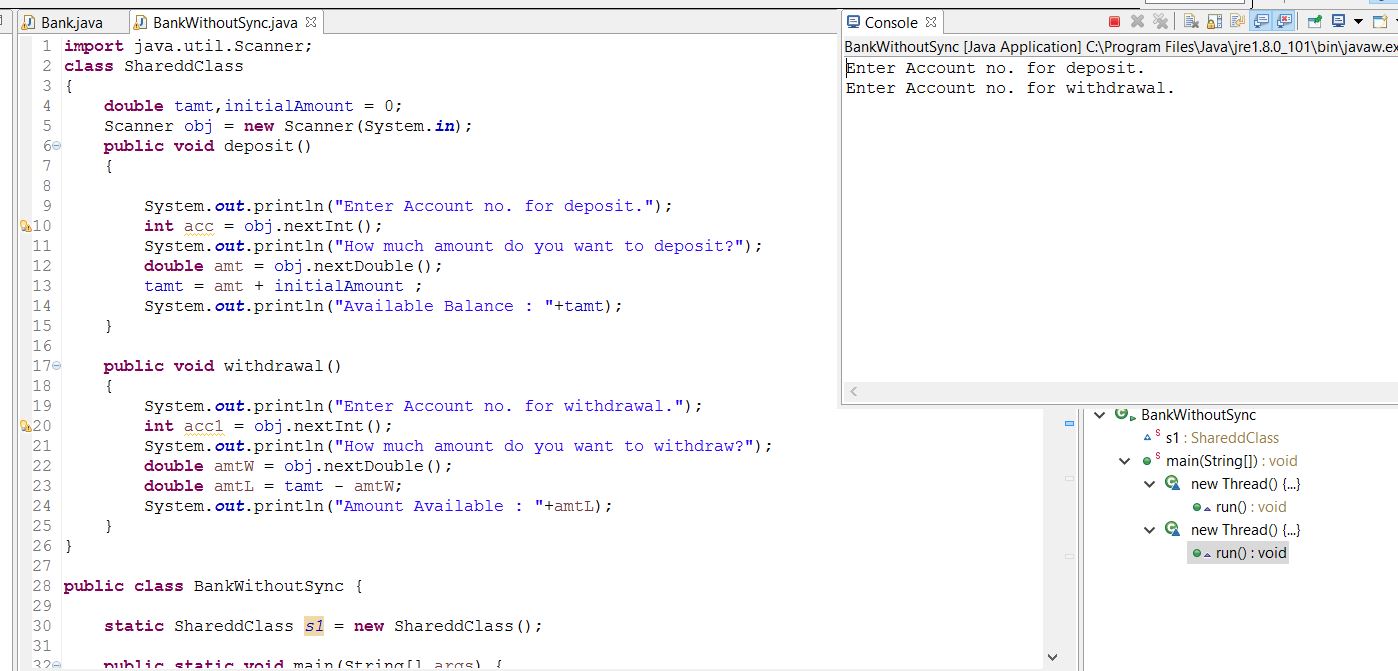 Bank.java
BankWithoutSync.java
1 import java.util.Scanner;
2 class ShareddClass
3 {
4     double tamt,initialAmount = 0;
5     Scanner obj = new Scanner(System.in);
6     public void deposit()
7     {
8
9         System.out.println("Enter Account no. for deposit.");
10         int acc = obj.nextInt();
11         System.out.println("How much amount do you want to deposit?");
12         double amt = obj.nextDouble();
13         tamt = amt + initialAmount ;
14         System.out.println("Available Balance : "+tamt);
15     }
16
17     public void withdrawal()
18     {
19         System.out.println("Enter Account no. for withdrawal.");
20         int acc1 = obj.nextInt();
21         System.out.println("How much amount do you want to withdraw?");
22         double amtW = obj.nextDouble();
23         double amtL = tamt - amtW;
24         System.out.println("Amount Available : "+amtL);
25     }
26 }
27
28 public class BankWithoutSync {
29
30     static ShareddClass s1 = new ShareddClass();
31
32     public static void main(String[] args) {
Console
BankWithoutSync [Java Application] C:\Program Files\Java\jre1.8.0_101\bin\javaw.ex
Enter Account no. for deposit.
Enter Account no. for withdrawal.
BankWithoutSync
S s1 : ShareddClass
S main(String[]) : void
new Thread() {...}
run() : void
new Thread() {...}
run() : void